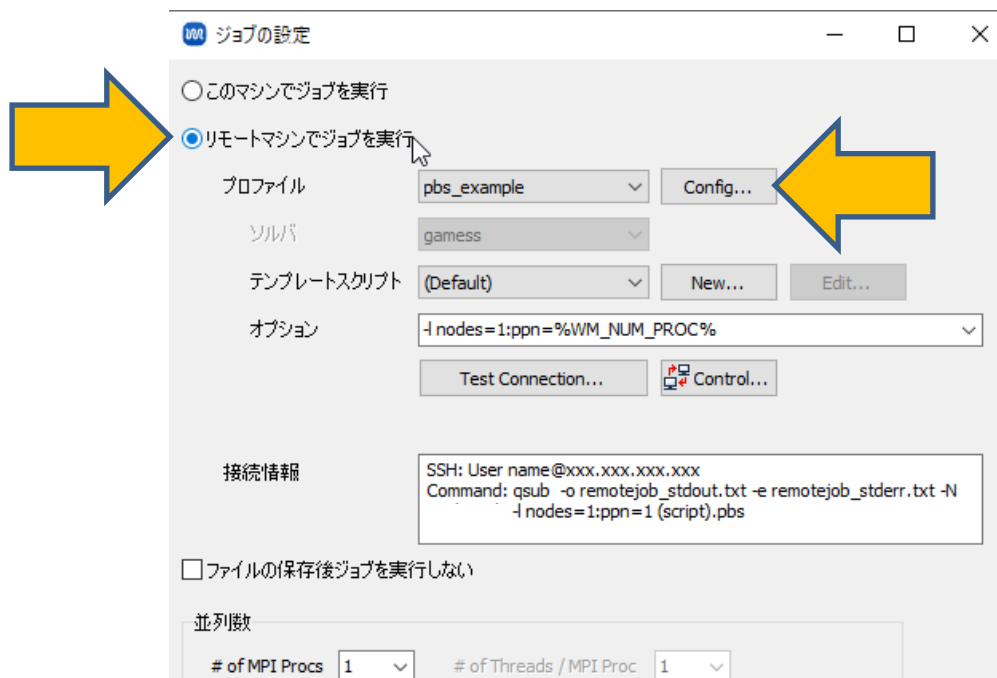 ジョブの設定
このマシンでジョブを実行
リモートマシンでジョブを実行
プロファイル pbs_example Config...
ソルバ gamess
テンプレートスクリプト (Default) New... Edit...
オプション -l nodes=1:ppn=%WM_NUM_PROC%
Test Connection... Control...
接続情報 SSH: User name@xxx.xxx.xxx.xxx
Command: qsub -o remotejob_stdout.txt -e remotejob_stderr.txt -N
-l nodes=1:ppn=1 (script).pbs
ファイルの保存後ジョブを実行しない
並列数
# of MPI Procs 1 # of Threads / MPI Proc 1